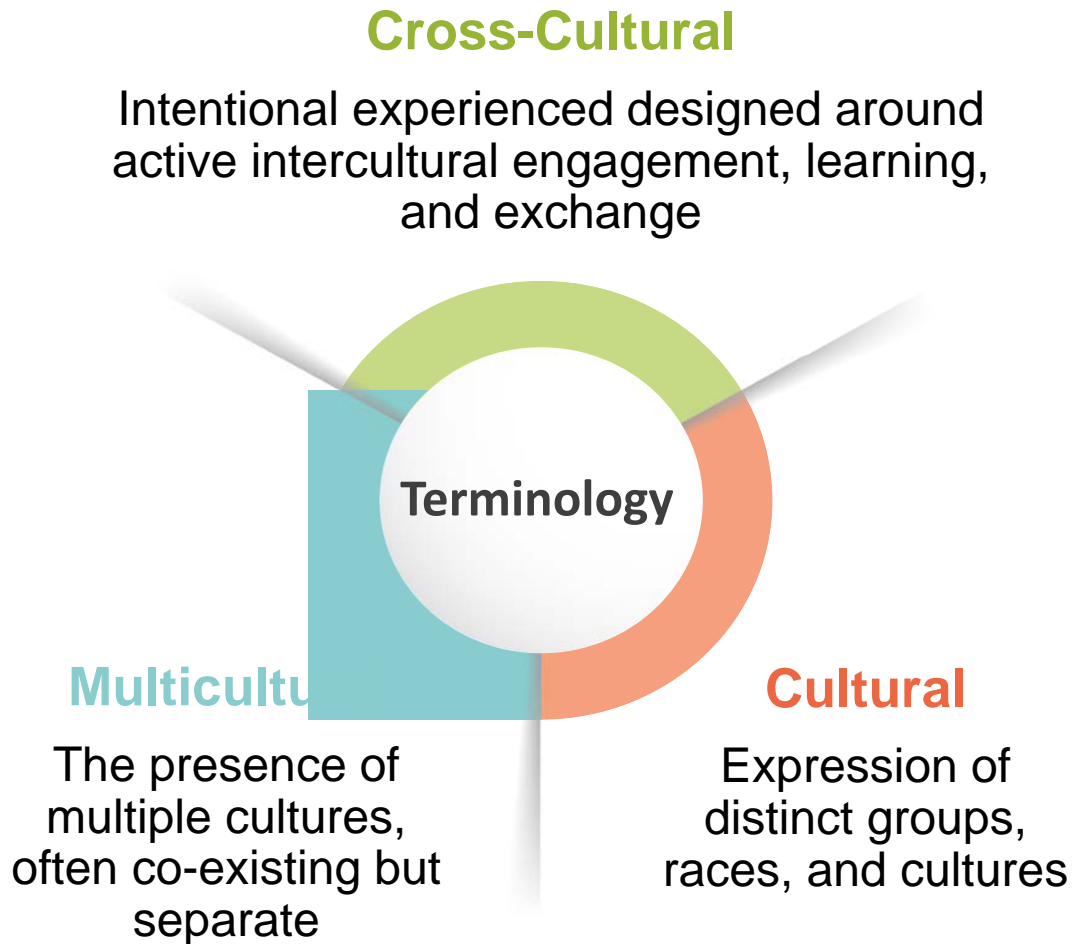 Cross-Cultural
Intentional experienced designed around
active intercultural engagement, learning,
and exchange
Terminology
Multicultu
The presence of
multiple cultures,
often co-existing but
separate
Cultural
Expression of
distinct groups,
races, and cultures